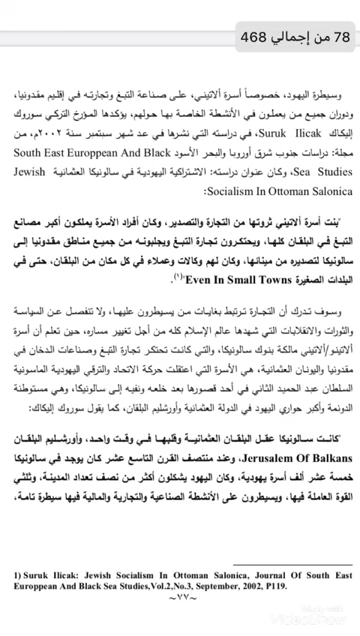 78 من إجمالي 468
وسيطرة اليهود، خصوصاً أسرة ألاتيني، على صناعة التبغ وتجارته في إقليم مقدونيا،
ودوران جميع من يعملون في الأنشطة الخاصة بها حولهم، يؤكدها المؤرخ التركي سوروك
إليكاك Suruk Ilicak، في دراسته التي نشرها في عدد شهر سبتمبر سنة ٢٠٠٢م، من
مجلة: دراسات جنوب شرق أوروبا والبحر الأسود South East Europpean And Black
Sea Studies، وكان عنوان دراسته: الاشتراكية اليهودية في سالونيكا العثمانية Jewish
Socialism In Ottoman Salonica:
"بنت أسرة ألاتيني ثروتها من التجارة والتصدير، وكان أفراد الأسرة يملكون أكبر مصانع
التبغ في البلقان كلها، ويحتكرون تجارة التبغ ويجلبونه من جميع مناطق مقدونيا إلى
سالونيكا لتصديره من مينائها، وكان لهم وكالات وعملاء في كل مكان من البلقان، حتى في
البلدات الصغيرة Even In Small Towns"(١).
وسوف تدرك أن التجارة ترتبط بغايات من يسيطرون عليها، ولا تنفصل عن السياسة
والثورات والانقلابات التي شهدها عالم الإسلام كله من أجل تغيير مساره، حين تعلم أن أسرة
ألاتينو/ألاتيني مالكة بنوك سالونيكا، والتي كانت تحتكر تجارة التبغ وصناعات الدخان في
مقدونيا واليونان العثمانية، هي الأسرة التي اعتقلت حركة الاتحاد والترقي اليهودية الماسونية
السلطان عبد الحميد الثاني في أحد قصورها بعد خلعه ونفيه إلى سالونيكا، وهي مستوطنة
الدونمة وأكبر حواري اليهود في الدولة العثمانية وأورشليم البلقان، كما يقول سوروك إليكاك:
"كانت سالونيكا عقل البلقان العثمانية وقلبها في وقت واحد، وأورشليم البلقان
Jerusalem Of Balkans، وعند منتصف القرن التاسع عشر كان يوجد في سالونيكا
خمسة عشر ألف أسرة يهودية، وكان اليهود يشكلون أكثر من نصف تعداد المدينة، وثلثي
القوة العاملة فيها، ويسيطرون على الأنشطة الصناعية والتجارية والمالية فيها سيطرة تامة،
1) Suruk Ilicak: Jewish Socialism In Ottoman Salonica, Journal Of South East
Europpean And Black Sea Studies,Vol.2,No.3, September, 2002, P119.
~٧٧~
Made with
VideoShow